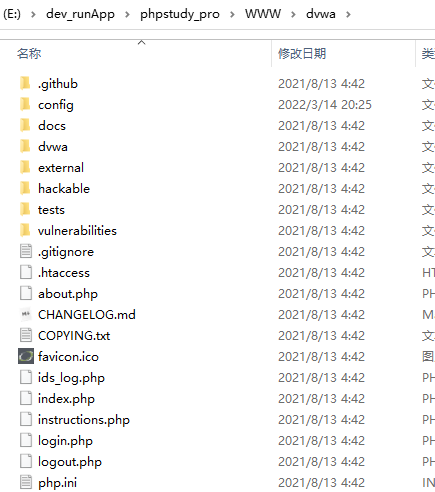 (E:) > dev_runApp > phpstudy_pro > WWW > dvwa >
名称 修改日期 类
.github 2021/8/13 4:42 文
config 2022/3/14 20:25 文
docs 2021/8/13 4:42 文
dvwa 2021/8/13 4:42 文
external 2021/8/13 4:42 文
hackable 2021/8/13 4:42 文
tests 2021/8/13 4:42 文
vulnerabilities 2021/8/13 4:42 文
.gitignore 2021/8/13 4:42 文
.htaccess 2021/8/13 4:42 HT
about.php 2021/8/13 4:42 PH
CHANGELOG.md 2021/8/13 4:42 M
COPYING.txt 2021/8/13 4:42 文
favicon.ico 2021/8/13 4:42 图
ids_log.php 2021/8/13 4:42 PH
index.php 2021/8/13 4:42 PH
instructions.php 2021/8/13 4:42 PH
login.php 2021/8/13 4:42 PH
logout.php 2021/8/13 4:42 PH
php.ini 2021/8/13 4:42 IN